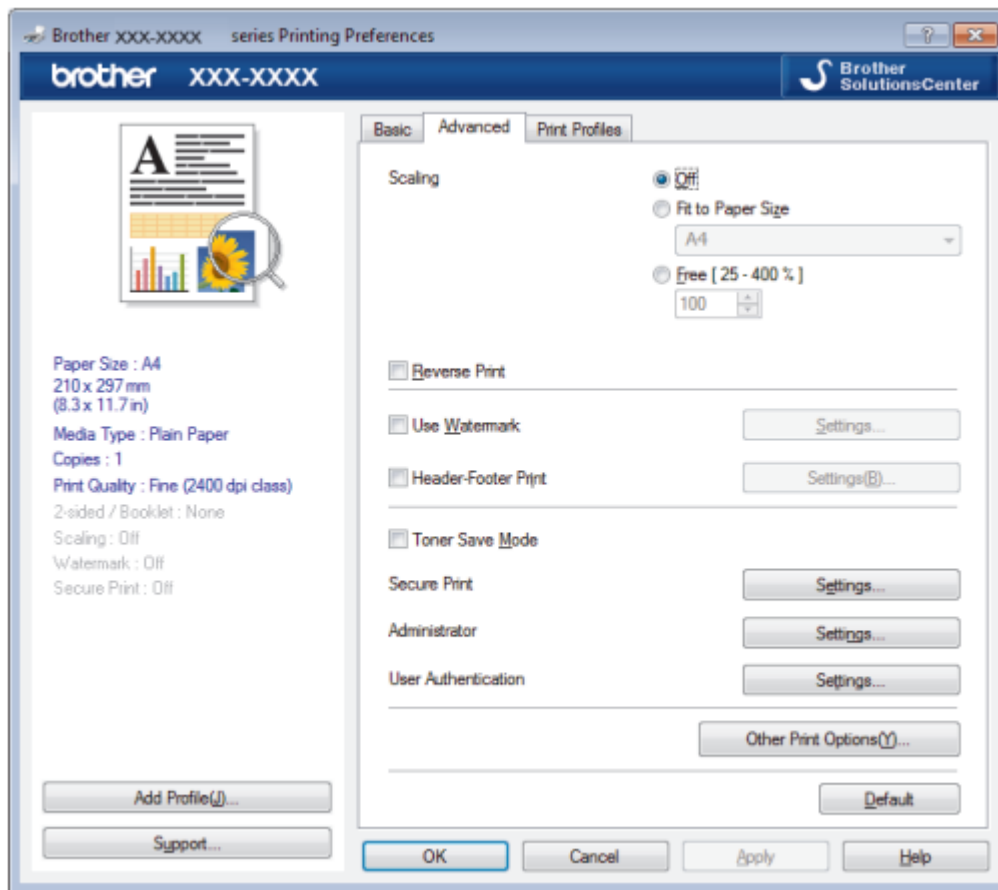 Brother XXX-XXXX series Printing Preferences
brother XXX-XXXX
Brother
SolutionsCenter
A
Paper Size : A4
210 x 297 mm
(8.3 x 11.7 in)
Media Type : Plain Paper
Copies : 1
Print Quality : Fine (2400 dpi class)
2-sided / Booklet : None
Scaling : Off
Watermark : Off
Secure Print : Off
Add Profile(J)...
Support...
Basic Advanced Print Profiles
Scaling Off
Fit to Paper Size
A4
Free [ 25 - 400 % ]
100
Reverse Print
Use Watermark Settings...
Header-Footer Print Settings(B)...
Toner Save Mode
Secure Print Settings...
Administrator Settings...
User Authentication Settings...
Other Print Options(Y)...
Default
OK Cancel Apply Help